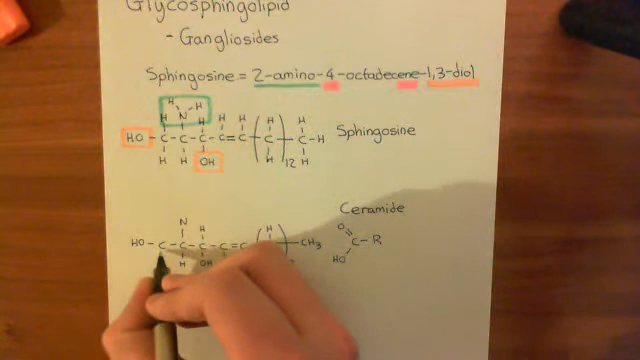 Glycosphingolipid
- Gangliosides
Sphingosine = 2-amino-4-octadecene-1,3-diol
H H
H N H H H H H
HO - C - C - C - C = C - ( C ) - C - H Sphingosine
H H OH H 12 H
Ceramide
N H H O
HO - C - C - C - C = C - ( ) - CH3 C - R
H OH HO